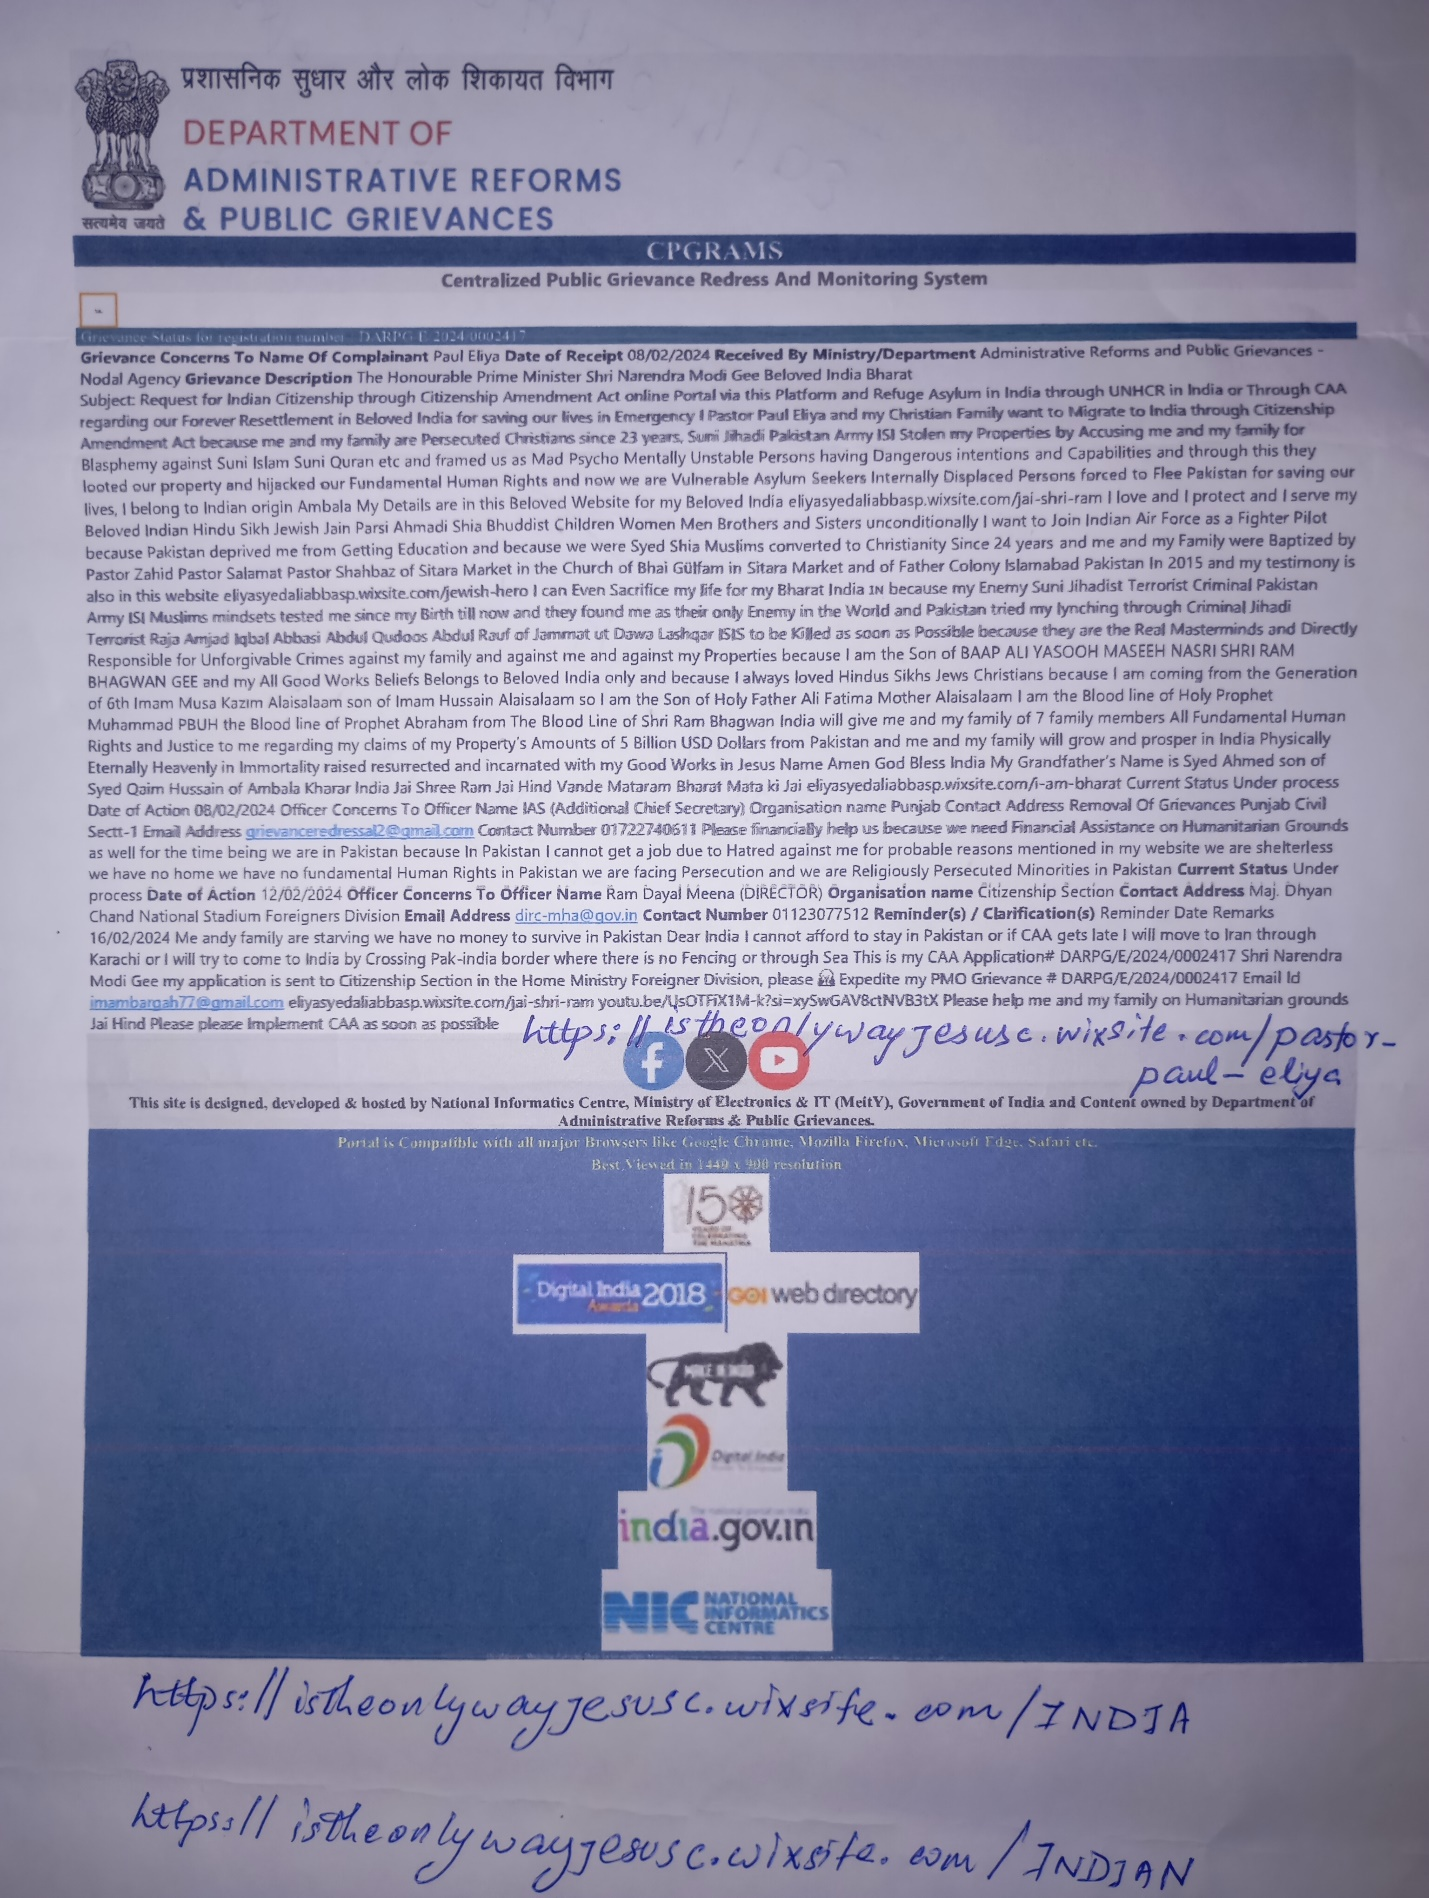 प्रशासनिक सुधार और लोक शिकायत विभाग
DEPARTMENT OF
ADMINISTRATIVE REFORMS
& PUBLIC GRIEVANCES
सत्यमेव जयते
CPGRAMS
Centralized Public Grievance Redress And Monitoring System
Grievance Status for registration number : DARPG/E/2024/0002417
Grievance Concerns To Name Of Complainant Paul Eliya Date of Receipt 08/02/2024 Received By Ministry/Department Administrative Reforms and Public Grievances -
Nodal Agency Grievance Description The Honourable Prime Minister Shri Narendra Modi Gee Beloved India Bharat
Subject: Request for Indian Citizenship through Citizenship Amendment Act online Portal via this Platform and Refuge Asylum in India through UNHCR in India or Through CAA
regarding our Forever Resettlement in Beloved India for saving our lives in Emergency I Pastor Paul Eliya and my Christian Family want to Migrate to India through Citizenship
Amendment Act because me and my family are Persecuted Christians since 23 years, Suni Jihadi Pakistan Army ISI Stolen my Properties by Accusing me and my family for
Blasphemy against Suni Islam Suni Quran etc and framed us as Mad Psycho Mentally Unstable Persons having Dangerous intentions and Capabilities and through this they
looted our property and hijacked our Fundamental Human Rights and now we are Vulnerable Asylum Seekers Internally Displaced Persons forced to Flee Pakistan for saving our
lives, I belong to Indian origin Ambala My Details are in this Beloved Website for my Beloved India eliyasyedaliabbasp.wixsite.com/jai-shri-ram I love and I protect and I serve my
Beloved Indian Hindu Sikh Jewish Jain Parsi Ahmadi Shia Bhuddist Children Women Men Brothers and Sisters unconditionally I want to Join Indian Air Force as a Fighter Pilot
because Pakistan deprived me from Getting Education and because we were Syed Shia Muslims converted to Christianity Since 24 years and me and my Family were Baptized by
Pastor Zahid Pastor Salamat Pastor Shahbaz of Sitara Market in the Church of Bhai Gulfam in Sitara Market and of Father Colony Islamabad Pakistan In 2015 and my testimony is
also in this website eliyasyedaliabbasp.wixsite.com/jewish-hero I can Even Sacrifice my life for my Bharat India IN because my Enemy Suni Jihadist Terrorist Criminal Pakistan
Army ISI Muslims mindsets tested me since my Birth till now and they found me as their only Enemy in the World and Pakistan tried my lynching through Criminal Jihadi
Terrorist Raja Amjad Iqbal Abbasi Abdul Qudoos Abdul Rauf of Jammat ut Dawa Lashqar ISIS to be Killed as soon as Possible because they are the Real Masterminds and Directly
Responsible for Unforgivable Crimes against my family and against me and against my Properties because I am the Son of BAAP ALI YASOOH MASEEH NASRI SHRI RAM
BHAGWAN GEE and my All Good Works Beliefs Belongs to Beloved India only and because I always loved Hindus Sikhs Jews Christians because I am coming from the Generation
of 6th Imam Musa Kazim Alaisalaam son of Imam Hussain Alaisalaam so I am the Son of Holy Father Ali Fatima Mother Alaisalaam I am the Blood line of Holy Prophet
Muhammad PBUH the Blood line of Prophet Abraham from The Blood Line of Shri Ram Bhagwan India will give me and my family of 7 family members All Fundamental Human
Rights and Justice to me regarding my claims of my Property's Amounts of 5 Billion USD Dollars from Pakistan and me and my family will grow and prosper in India Physically
Eternally Heavenly in Immortality raised resurrected and incarnated with my Good Works in Jesus Name Amen God Bless India My Grandfather's Name is Syed Ahmed son of
Syed Qaim Hussain of Ambala Kharar India Jai Shree Ram Jai Hind Vande Mataram Bharat Mata ki Jai eliyasyedaliabbasp.wixsite.com/i-am-bharat Current Status Under process
Date of Action 08/02/2024 Officer Concerns To Officer Name IAS (Additional Chief Secretary) Organisation name Punjab Contact Address Removal Of Grievances Punjab Civil
Sectt-1 Email Address grievanceredressal2@gmail.com Contact Number 01722740611 Please financially help us because we need Financial Assistance on Humanitarian Grounds
as well for the time being we are in Pakistan because In Pakistan I cannot get a job due to Hatred against me for probable reasons mentioned in my website we are shelterless
we have no home we have no fundamental Human Rights in Pakistan we are facing Persecution and we are Religiously Persecuted Minorities in Pakistan Current Status Under
process Date of Action 12/02/2024 Officer Concerns To Officer Name Ram Dayal Meena (DIRECTOR) Organisation name Citizenship Section Contact Address Maj. Dhyan
Chand National Stadium Foreigners Division Email Address dirc-mha@gov.in Contact Number 01123077512 Reminder(s) / Clarification(s) Reminder Date Remarks
16/02/2024 Me andy family are starving we have no money to survive in Pakistan Dear India I cannot afford to stay in Pakistan or if CAA gets late I will move to Iran through
Karachi or I will try to come to India by Crossing Pak-india border where there is no Fencing or through Sea This is my CAA Application# DARPG/E/2024/0002417 Shri Narendra
Modi Gee my application is sent to Citizenship Section in the Home Ministry Foreigner Division, please 🙏 Expedite my PMO Grievance # DARPG/E/2024/0002417 Email Id
imambargah77@gmail.com eliyasyedaliabbasp.wixsite.com/jai-shri-ram youtu.be/UsOTFiX1M-k?si=xySwGAV8ctNVB3tX Please help me and my family on Humanitarian grounds
Jai Hind Please please Implement CAA as soon as possible
https://istheonlywayjesusc.wixsite.com/pastor-
paul-eliya
This site is designed, developed & hosted by National Informatics Centre, Ministry of Electronics & IT (MeitY), Government of India and Content owned by Department of
Administrative Reforms & Public Grievances.
Portal is Compatible with all major Browsers like Google Chrome, Mozilla Firefox, Microsoft Edge, Safari etc.
Best Viewed in 1440 x 900 resolution
150
YEARS OF
CELEBRATING
THE MAHATMA
Digital India 2018
Awards
GOI web directory
Digital India
india.gov.in
NIC NATIONAL
INFORMATICS
CENTRE
https://istheonlywayjesusc.wixsite.com/INDIA
https://istheonlywayjesusc.wixsite.com/INDIAN